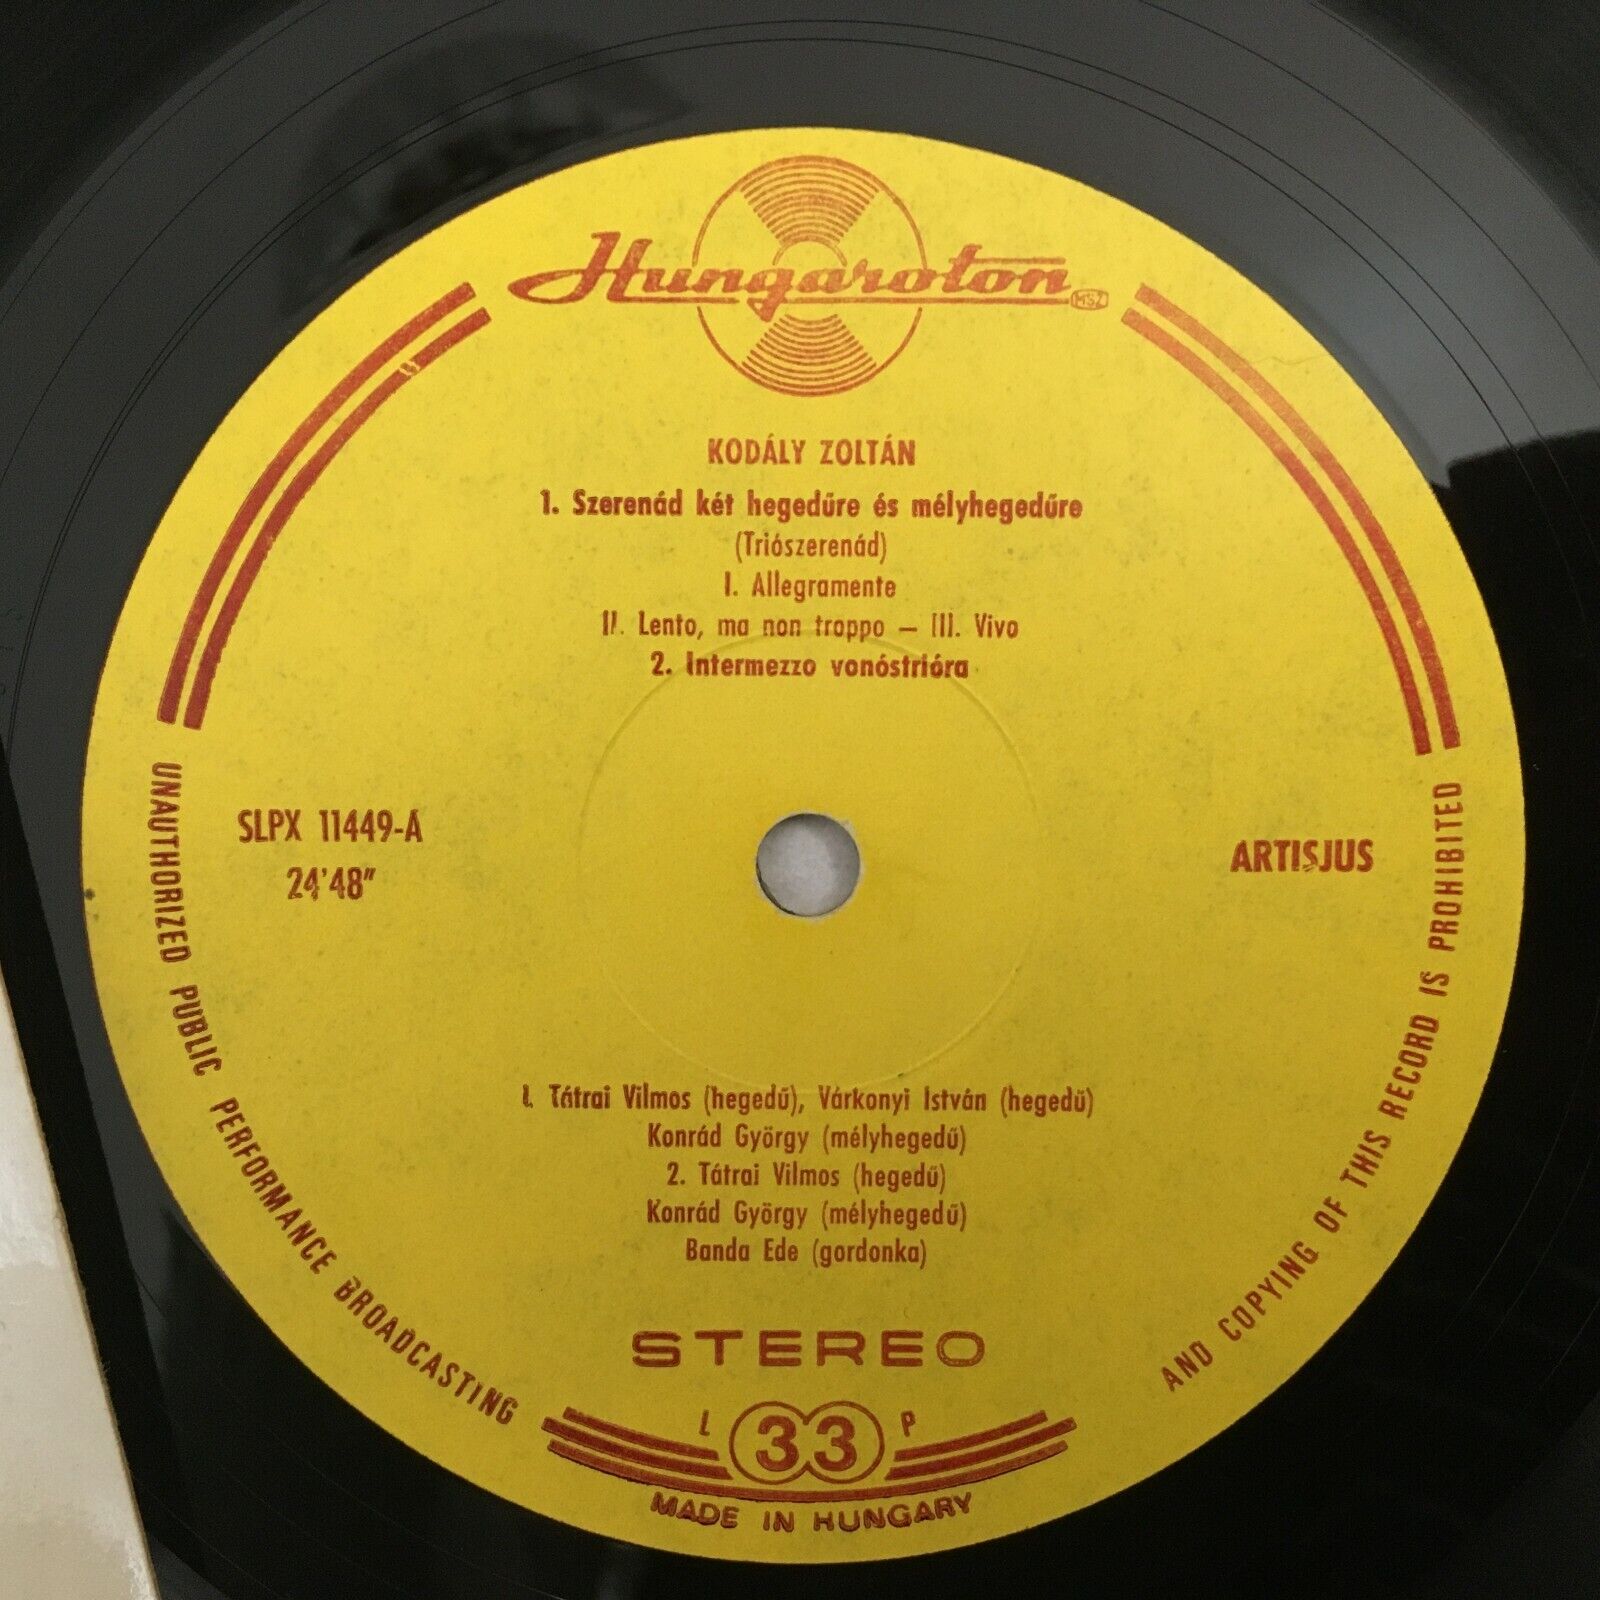 Hungaroton MSZ
KODÁLY ZOLTÁN
1. Szerenád két hegedűre és mélyhegedűre
(Triószerenád)
I. Allegramente
II. Lento, ma non troppo – III. Vivo
2. Intermezzo vonóstrióra
SLPX 11449-A
24'48"
ARTISJUS
1. Tátrai Vilmos (hegedű), Várkonyi István (hegedű)
Konrád György (mélyhegedű)
2. Tátrai Vilmos (hegedű)
Konrád György (mélyhegedű)
Banda Ede (gordonka)
STEREO
L 33 P
MADE IN HUNGARY
UNAUTHORIZED PUBLIC PERFORMANCE BROADCASTING
AND COPYING OF THIS RECORD IS PROHIBITED